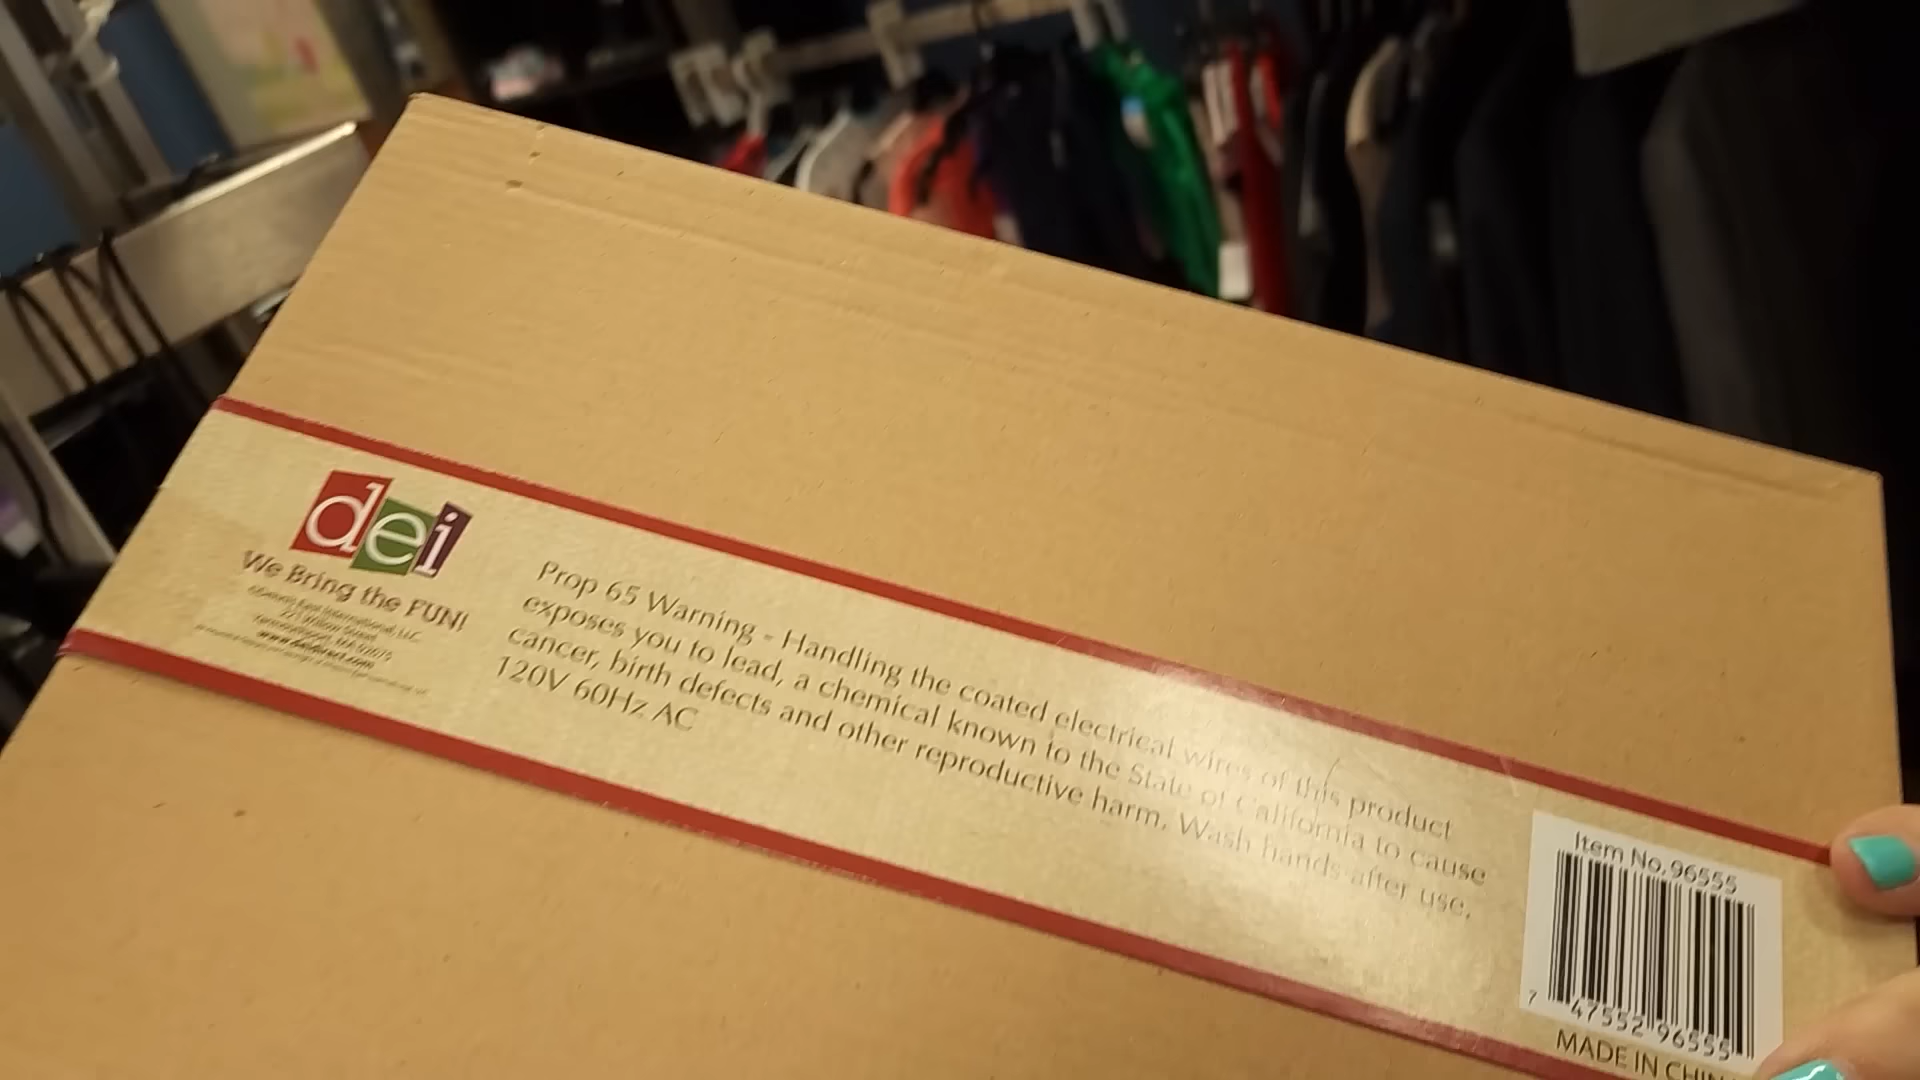 dei
We Bring the FUN!
Prop 65 Warning - Handling the coated electrical wires of this product
exposes you to lead, a chemical known to the State of California to cause
cancer, birth defects and other reproductive harm. Wash hands after use.
120V 60Hz AC
Item No. 96555
7 47552 96555
MADE IN